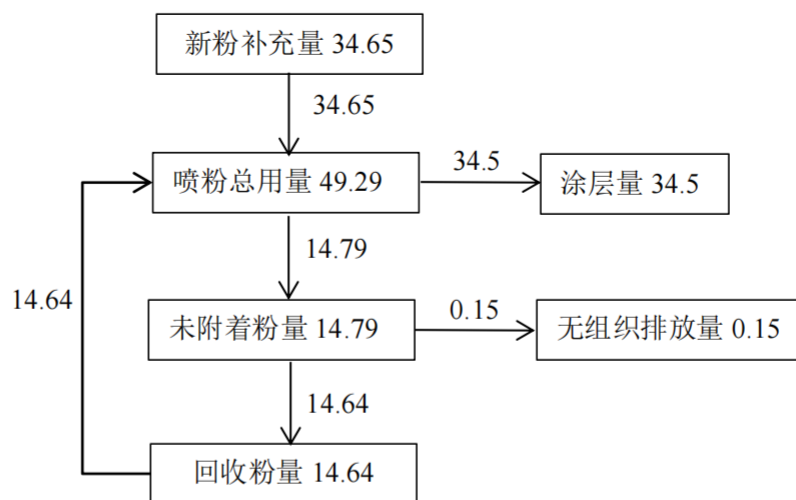 新粉补充量 34.65
34.65
喷粉总用量 49.29
34.5
涂层量 34.5
14.79
14.64
未附着粉量 14.79
0.15
无组织排放量 0.15
14.64
回收粉量 14.64